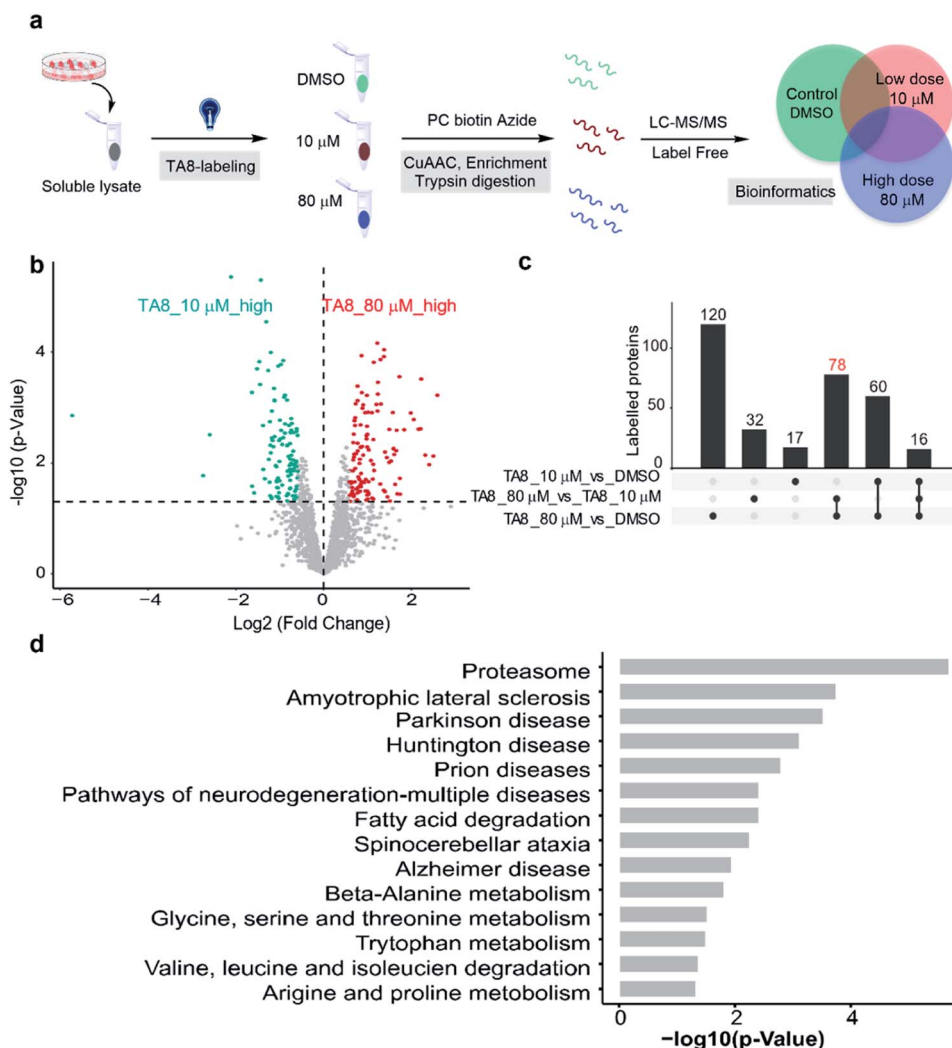 a
DMSO
10 μM
80 μM
Soluble lysate
TA8-labeling
PC biotin Azide
CuAAC, Enrichment
Trypsin digestion
LC-MS/MS
Label Free
Bioinformatics
Control
DMSO
Low dose
10 μM
High dose
80 μM
b
TA8_10 μM_high
TA8_80 μM_high
-log10 (p-Value)
4
2
0
−6
−4
−2
0
2
Log2 (Fold Change)
c
Labelled proteins
100
50
0
120
32
17
78
60
16
TA8_10 μM_vs_DMSO
TA8_80 μM_vs_TA8_10 μM
TA8_80 μM_vs_DMSO
d
Proteasome
Amyotrophic lateral sclerosis
Parkinson disease
Huntington disease
Prion diseases
Pathways of neurodegeneration-multiple diseases
Fatty acid degradation
Spinocerebellar ataxia
Alzheimer disease
Beta-Alanine metabolism
Glycine, serine and threonine metabolism
Trytophan metabolism
Valine, leucine and isoleucien degradation
Arigine and proline metobolism
0
2
4
−log10(p-Value)